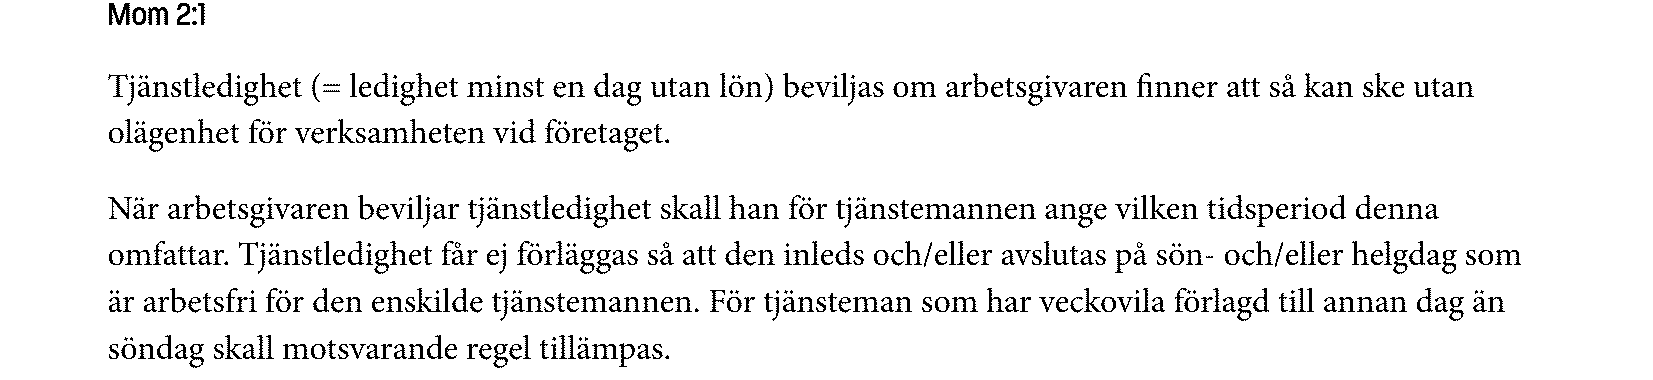 Mom 2:1
Tjänstledighet (= ledighet minst en dag utan lön) beviljas om arbetsgivaren finner att så kan ske utan
olägenhet för verksamheten vid företaget.
När arbetsgivaren beviljar tjänstledighet skall han för tjänstemannen ange vilken tidsperiod denna
omfattar. Tjänstledighet får ej förläggas så att den inleds och/eller avslutas på sön- och/eller helgdag som
är arbetsfri för den enskilde tjänstemannen. För tjänsteman som har veckovila förlagd till annan dag än
söndag skall motsvarande regel tillämpas.